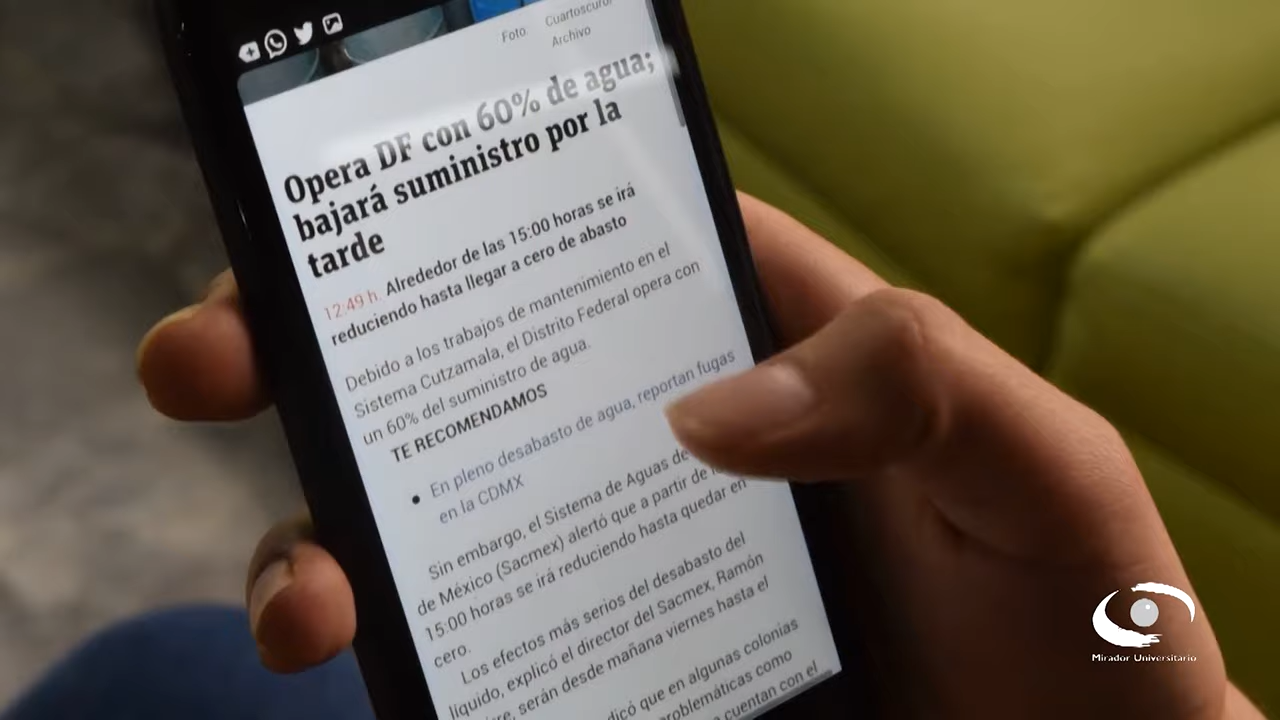 Foto: Cuartoscuro/
Archivo
Opera DF con 60% de agua;
bajará suministro por la
tarde
12:49 h. Alrededor de las 15:00 horas se irá
reduciendo hasta llegar a cero de abasto
Debido a los trabajos de mantenimiento en el
Sistema Cutzamala, el Distrito Federal opera con
un 60% del suministro de agua.
TE RECOMENDAMOS
• En pleno desabasto de agua, reportan fugas
en la CDMX
Sin embargo, el Sistema de Aguas de
de México (Sacmex) alertó que a partir de
15:00 horas se irá reduciendo hasta quedar en
cero.
Los efectos más serios del desabasto del
líquido, explicó el director del Sacmex, Ramón
serán desde mañana viernes hasta el
en algunas colonias
problemáticas como
cuentan con el
Mirador Universitario